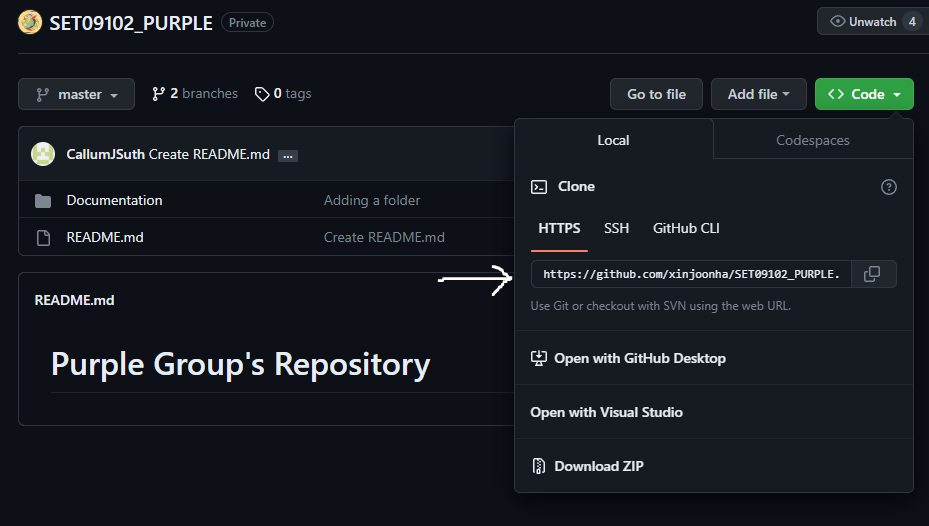 SET09102_PURPLE Private
Unwatch 4
master 2 branches 0 tags
Go to file Add file Code
CallumJSuth Create README.md ...
Documentation Adding a folder
README.md Create README.md
README.md
Purple Group's Repository
Local Codespaces
Clone
HTTPS SSH GitHub CLI
https://github.com/xinjoonha/SET09102_PURPLE.
Use Git or checkout with SVN using the web URL.
Open with GitHub Desktop
Open with Visual Studio
Download ZIP